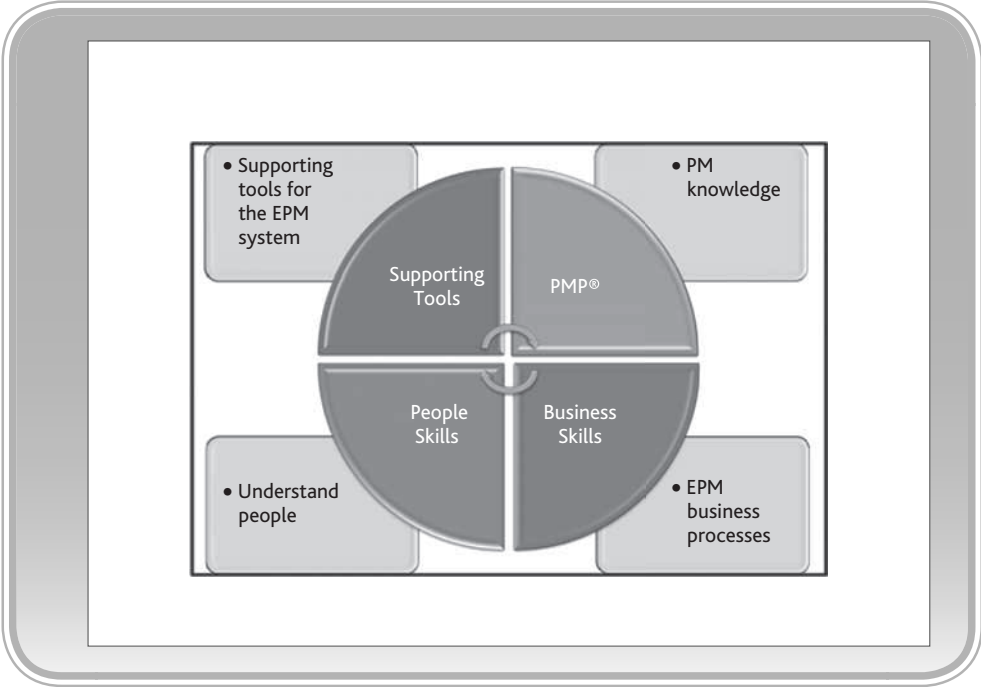 • Supporting
tools for
the EPM
system
• PM
knowledge
Supporting
Tools
PMP®
People
Skills
Business
Skills
• Understand
people
• EPM
business
processes